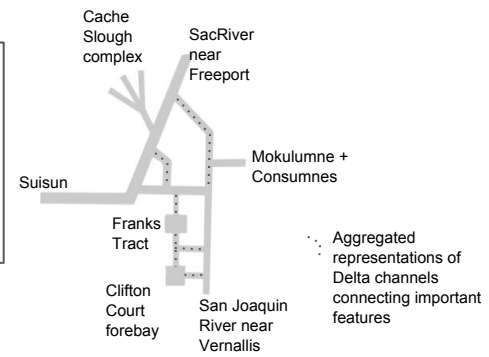 Cache
Slough
complex
SacRiver
near
Freeport
Mokulumne +
Consumnes
Suisun
Franks
Tract
Aggregated
representations of
Delta channels
connecting important
features
Clifton
Court
forebay
San Joaquin
River near
Vernallis